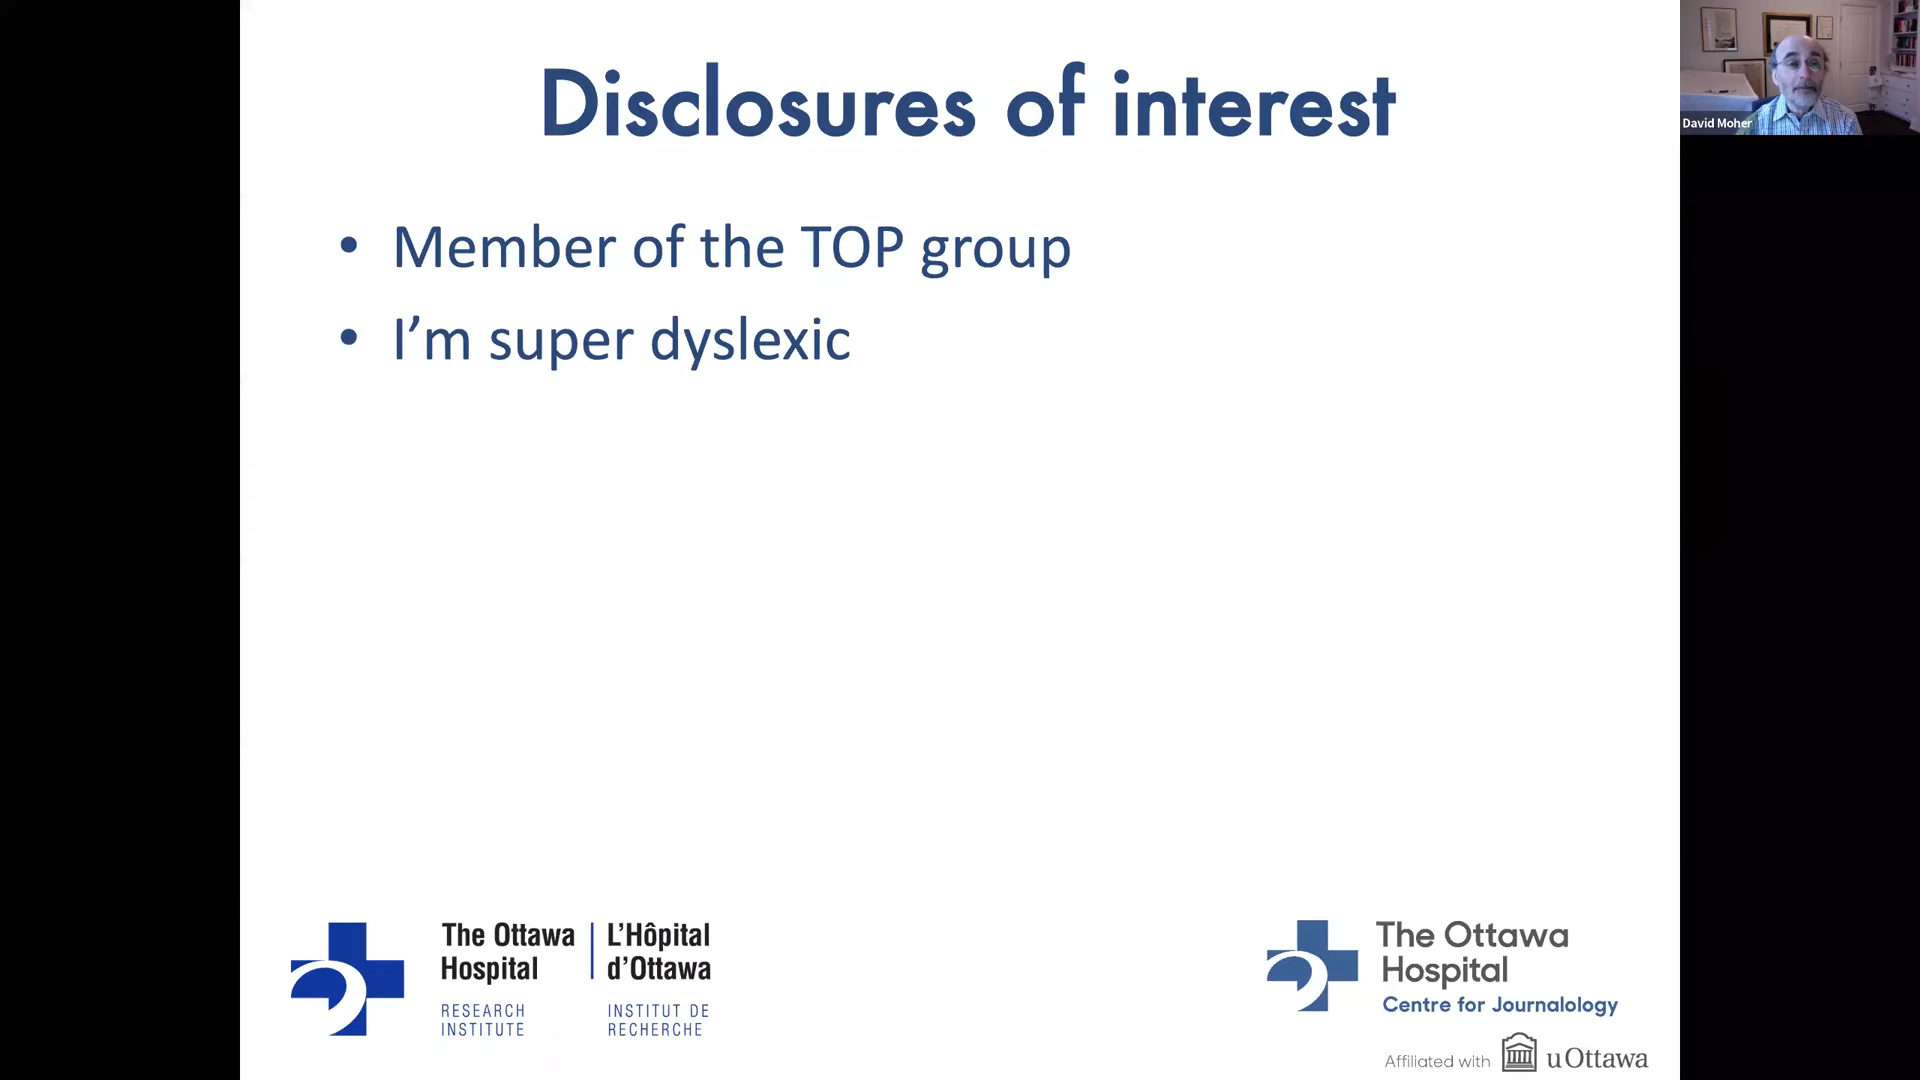 Disclosures of interest
David Moher
• Member of the TOP group
• I’m super dyslexic
The Ottawa
Hospital
RESEARCH
INSTITUTE
L’Hôpital
d’Ottawa
INSTITUT DE
RECHERCHE
The Ottawa
Hospital
Centre for Journalology
Affiliated with
uOttawa